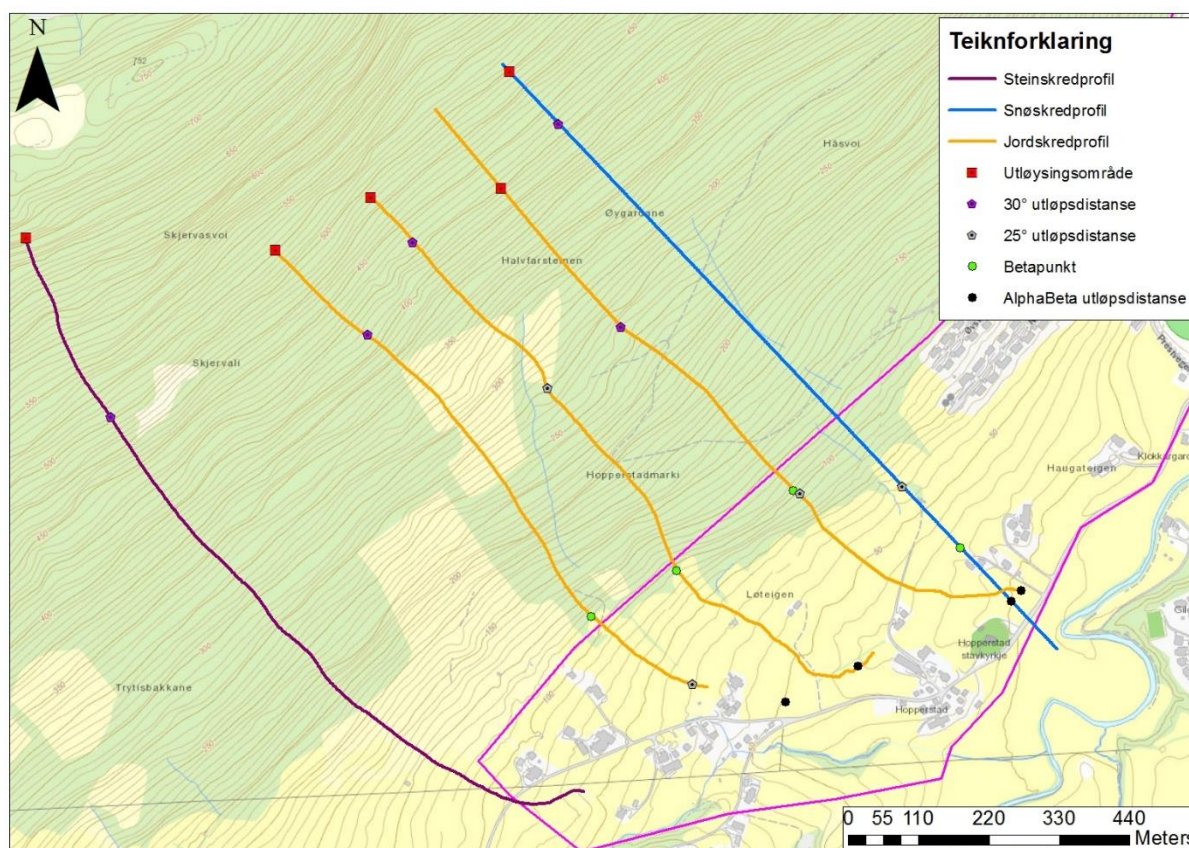 N
Teiknforklaring
Steinskredprofil
Snøskredprofil
Jordskredprofil
Utløysingsområde
30° utløpsdistanse
25° utløpsdistanse
Betapunkt
AlphaBeta utløpsdistanse
752
Håsvoi
Øygardane
Skjervasvoi
Halvfarsteinen
Skjervali
Hopperstadmarki
Haugateigen
Løteigen
Hopperstad
stavkyrkje
Trytisbakkane
Hopperstad
0 55 110 220 330 440
Meters